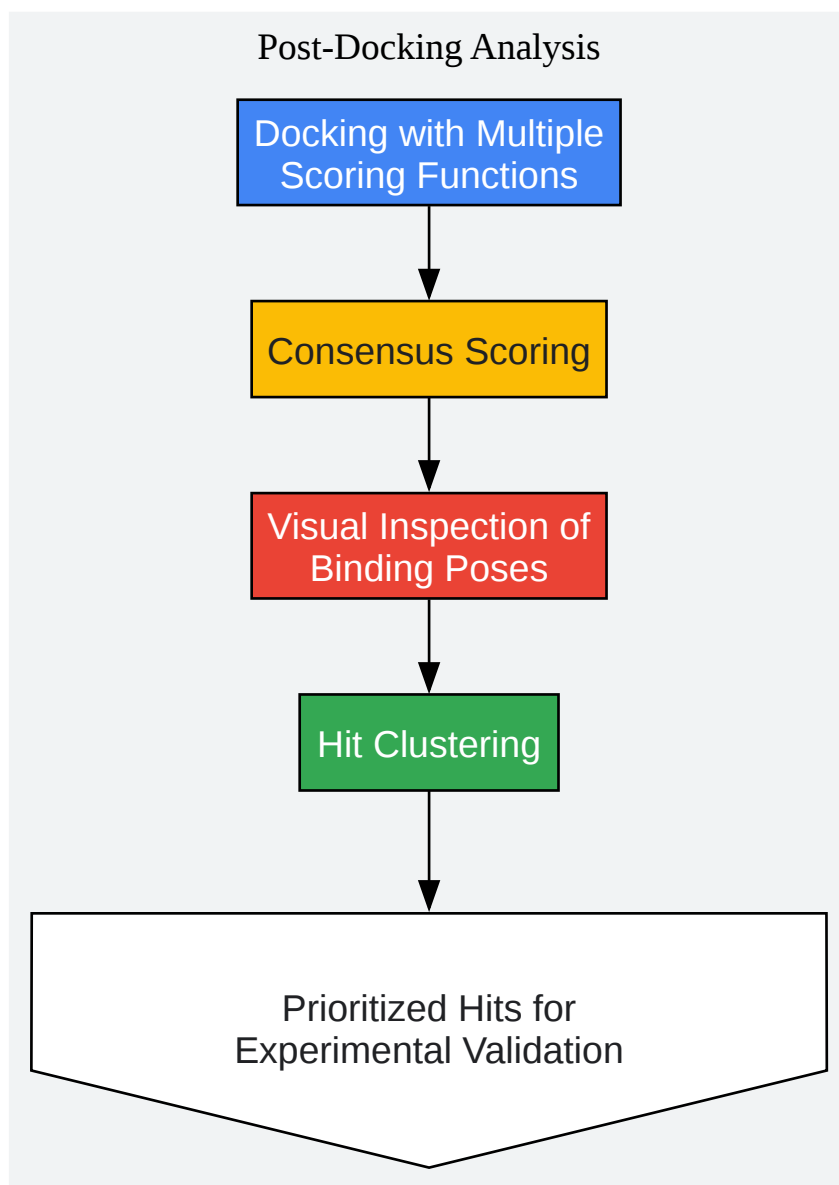 Post-Docking Analysis
Docking with Multiple
Scoring Functions
Consensus Scoring
Visual Inspection of
Binding Poses
Hit Clustering
Prioritized Hits for
Experimental Validation